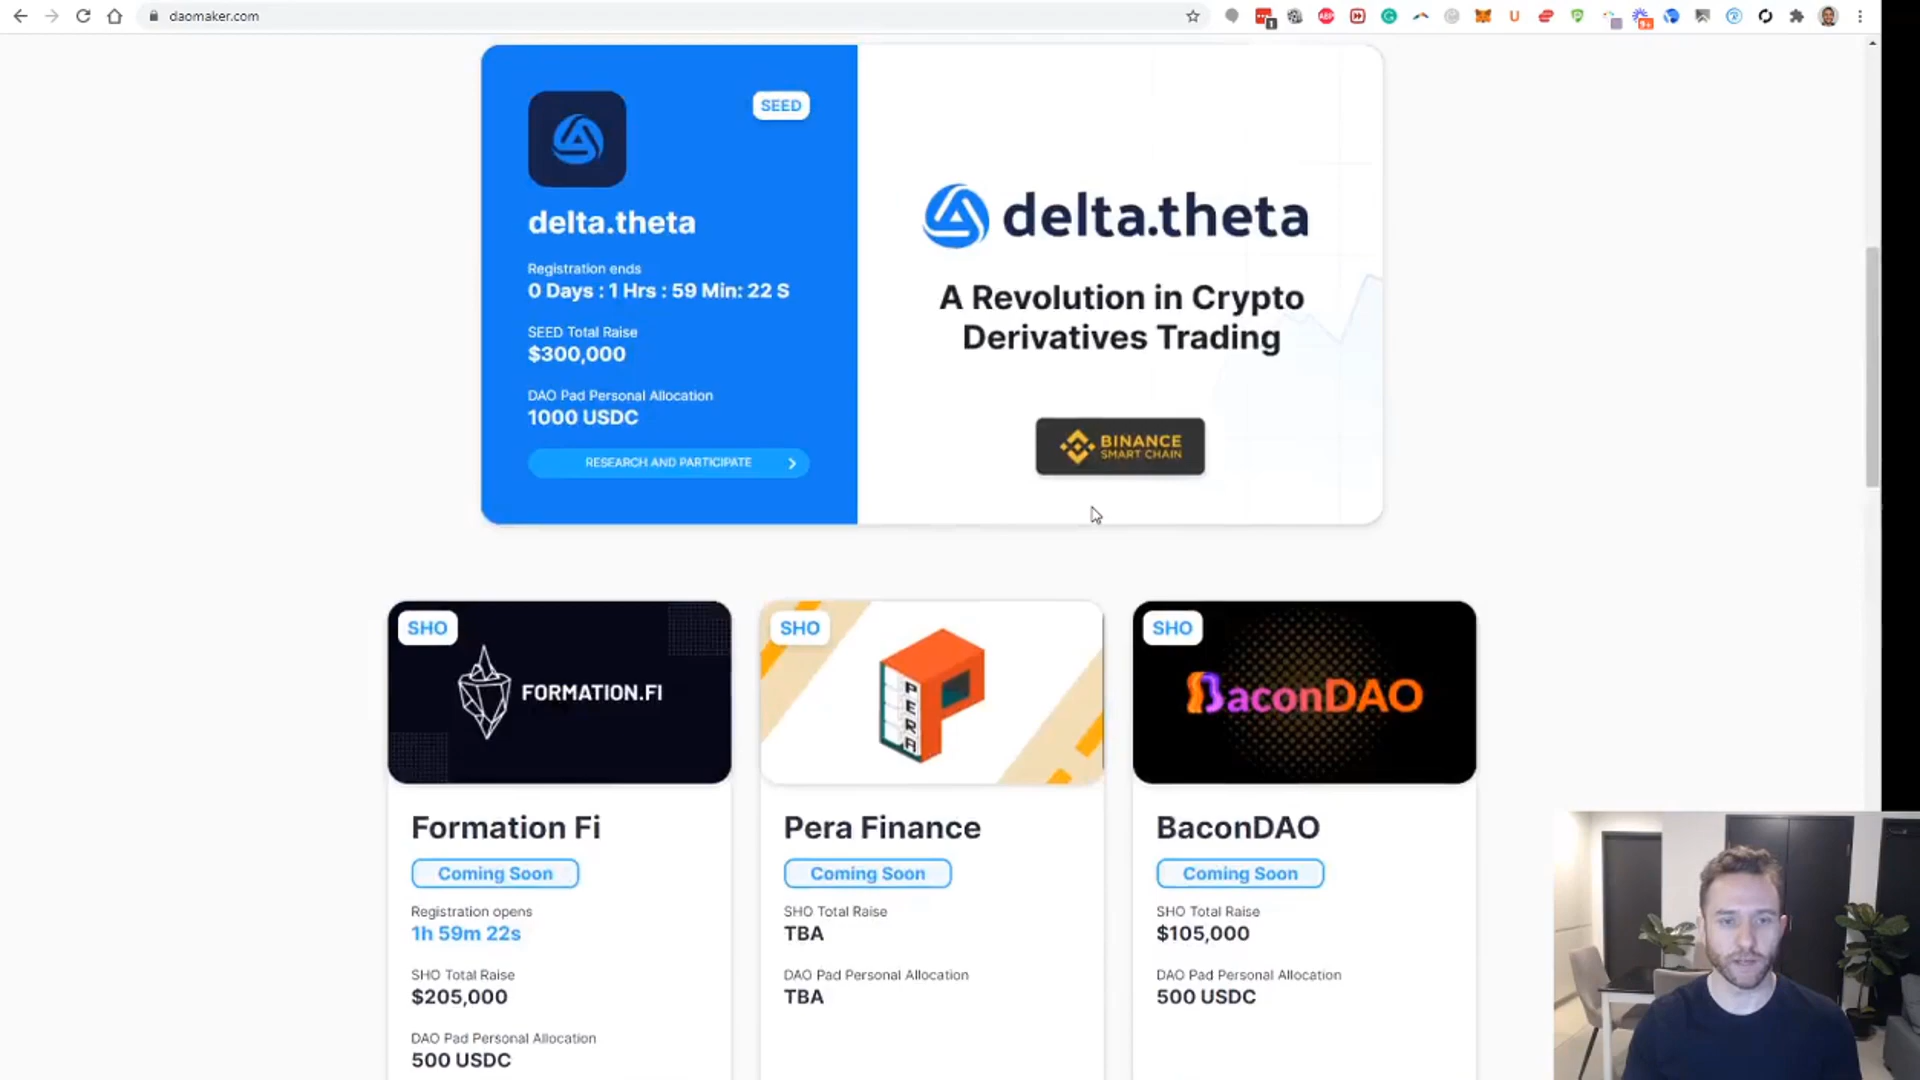 daomaker.com
1
ABP
9+
SEED
delta.theta
Registration ends
0 Days : 1 Hrs : 59 Min: 22 S
SEED Total Raise
$300,000
DAO Pad Personal Allocation
1000 USDC
RESEARCH AND PARTICIPATE
delta.theta
A Revolution in Crypto
Derivatives Trading
BINANCE
SMART CHAIN
SHO
FORMATION.FI
SHO
PERA
SHO
BaconDAO
Formation Fi
Coming Soon
Registration opens
1h 59m 22s
SHO Total Raise
$205,000
DAO Pad Personal Allocation
500 USDC
Pera Finance
Coming Soon
SHO Total Raise
TBA
DAO Pad Personal Allocation
TBA
BaconDAO
Coming Soon
SHO Total Raise
$105,000
DAO Pad Personal Allocation
500 USDC